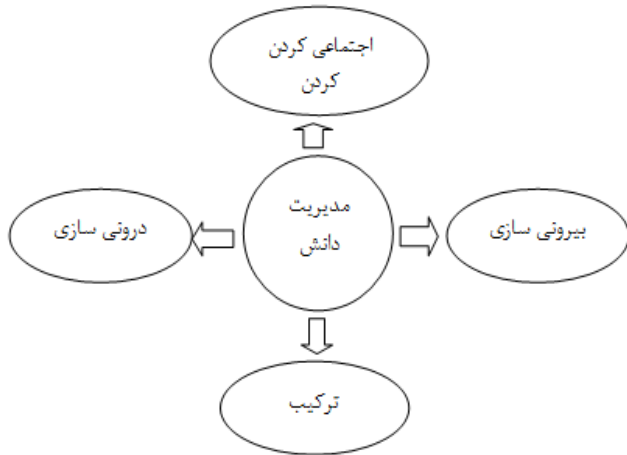 اجتماعی کردن
کردن
مدیریت
دانش
بیرونی سازی
درونی سازی
ترکیب